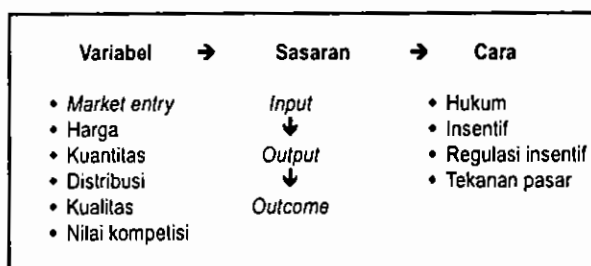 Variabel → Sasaran → Cara
• Market entry
• Harga
• Kuantitas
• Distribusi
• Kualitas
• Nilai kompetisi
Input
↓
Output
↓
Outcome
• Hukum
• Insentif
• Regulasi insentif
• Tekanan pasar